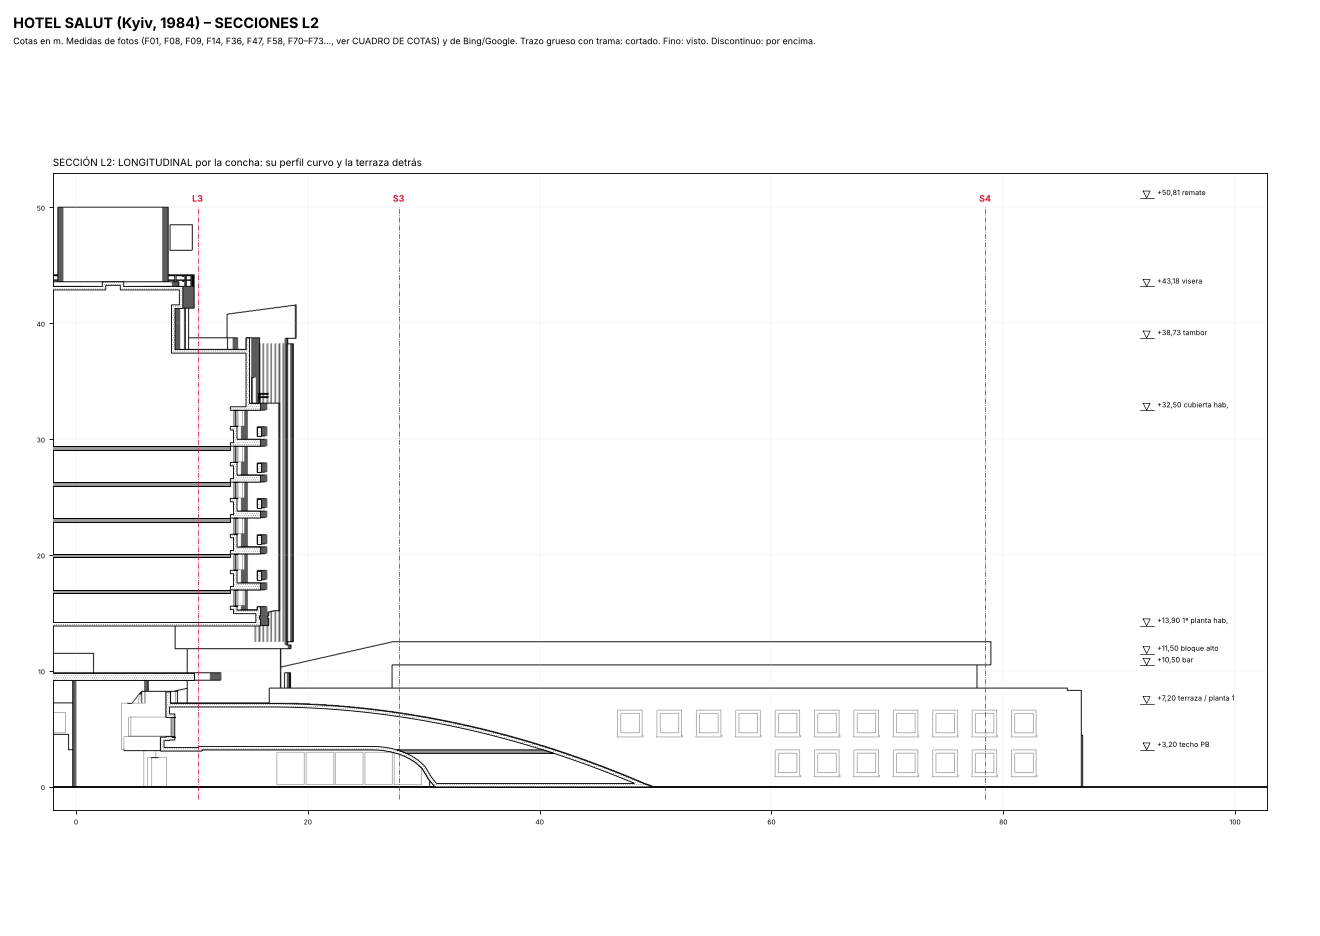 HOTEL SALUT (Kyiv, 1984) – SECCIONES L2
Cotas en m. Medidas de fotos (F01, F08, F09, F14, F36, F47, F58, F70–F73..., ver CUADRO DE COTAS) y de Bing/Google. Trazo grueso con trama: cortado. Fino: visto. Discontinuo: por encima.
SECCIÓN L2: LONGITUDINAL por la concha: su perfil curvo y la terraza detrás
L3
S3
S4
+50,81 remate
+43,18 visera
+38,73 tambor
+32,50 cubierta hab,
+13,90 1ª planta hab,
+11,50 bloque alto
+10,50 bar
+7,20 terraza / planta 1
+3,20 techo PB
50
40
30
20
10
0
0
20
40
60
80
100